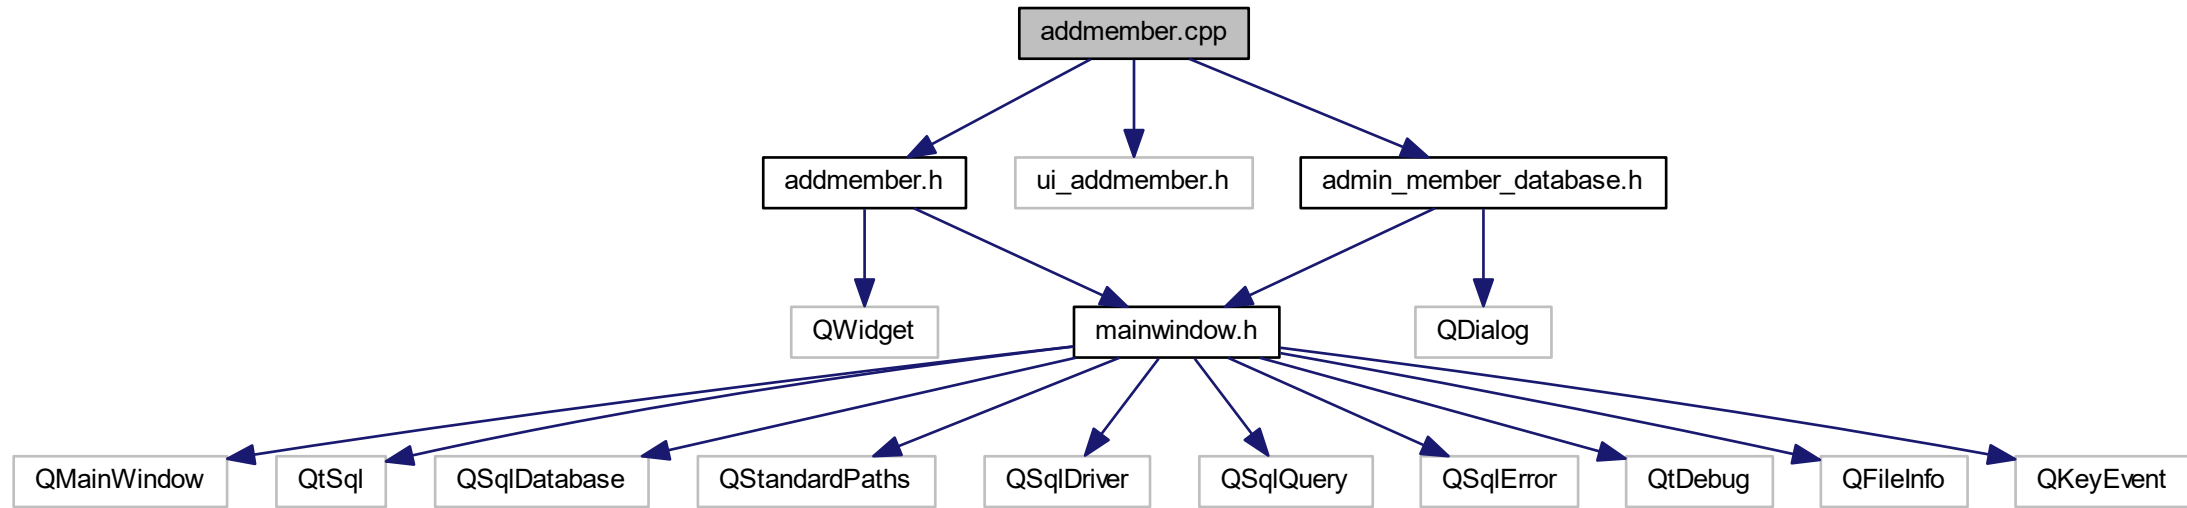 addmember.cpp
addmember.h
ui_addmember.h
admin_member_database.h
QWidget
mainwindow.h
QDialog
QMainWindow
QtSql
QSqlDatabase
QStandardPaths
QSqlDriver
QSqlQuery
QSqlError
QtDebug
QFileInfo
QKeyEvent